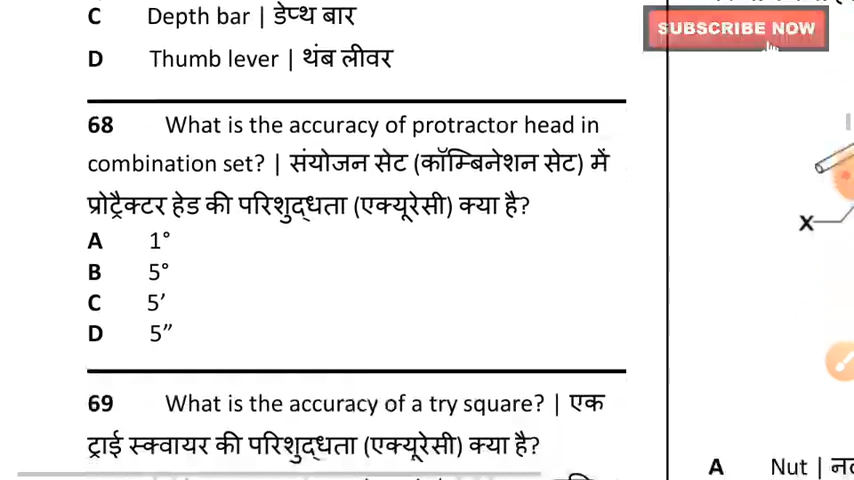 C Depth bar | डेप्थ बार
D Thumb lever | थंब लीवर
68 What is the accuracy of protractor head in
combination set? | संयोजन सेट (कॉम्बिनेशन सेट) में
प्रोट्रैक्टर हेड की परिशुद्धता (एक्यूरेसी) क्या है?
A 1°
B 5°
C 5′
D 5″
69 What is the accuracy of a try square? | एक
ट्राई स्क्वायर की परिशुद्धता (एक्यूरेसी) क्या है?
SUBSCRIBE NOW
X
A Nut |